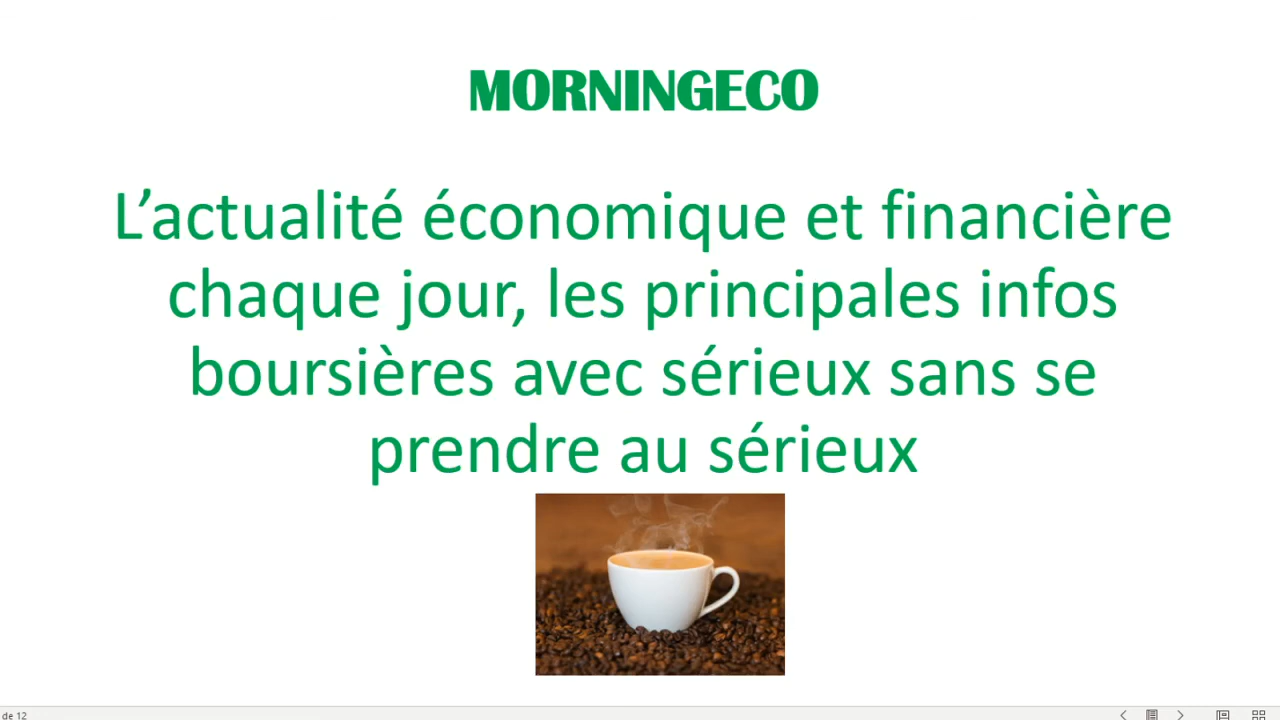 MORNINGECO
L’actualité économique et financière
chaque jour, les principales infos
boursières avec sérieux sans se
prendre au sérieux
de 12